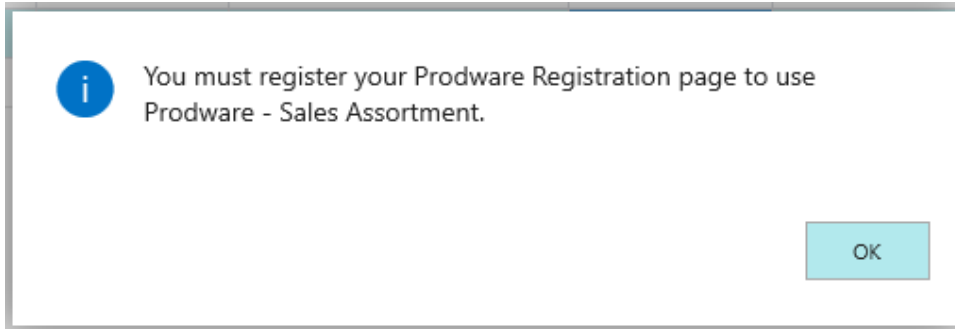 You must register your Prodware Registration page to use
Prodware - Sales Assortment.
OK